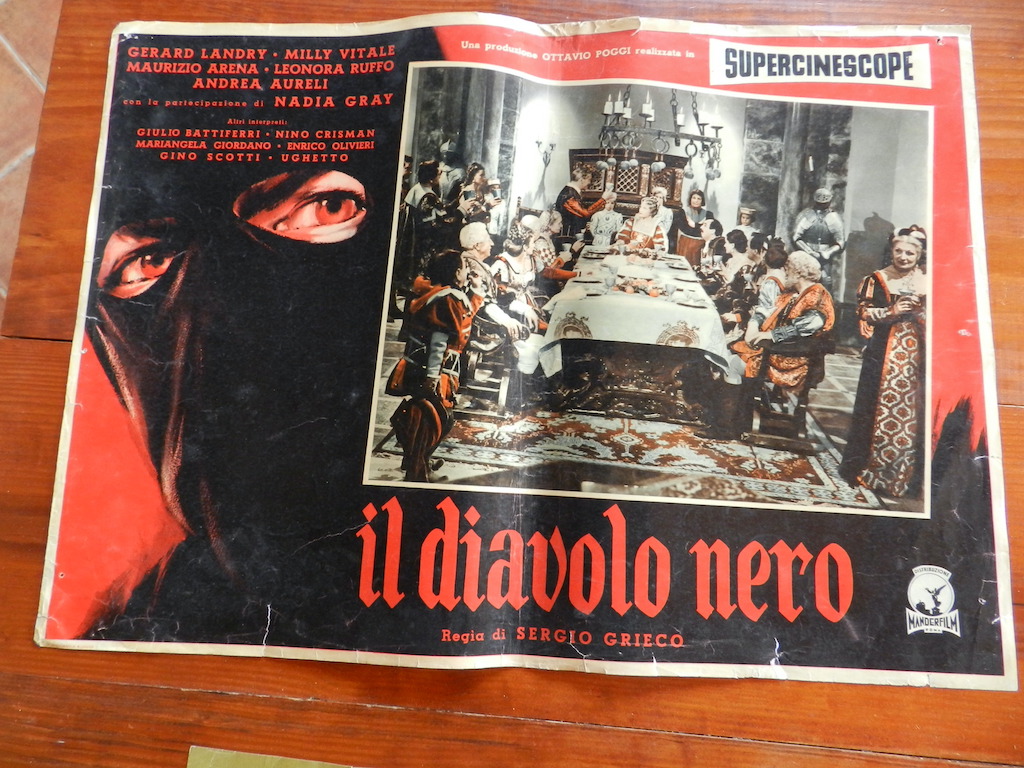 GERARD LANDRY · MILLY VITALE
MAURIZIO ARENA · LEONORA RUFFO
ANDREA AURELI
con la partecipazione di NADIA GRAY
Altri interpreti:
GIULIO BATTIFERRI · NINO CRISMAN
MARIANGELA GIORDANO · ENRICO OLIVIERI
GINO SCOTTI · UGHETTO
Una produzione OTTAVIO POGGI realizzata in
SUPERCINESCOPE
il diavolo nero
Regia di SERGIO GRIECO
DISTRIBUZIONE
MANDERFILM
ROMA